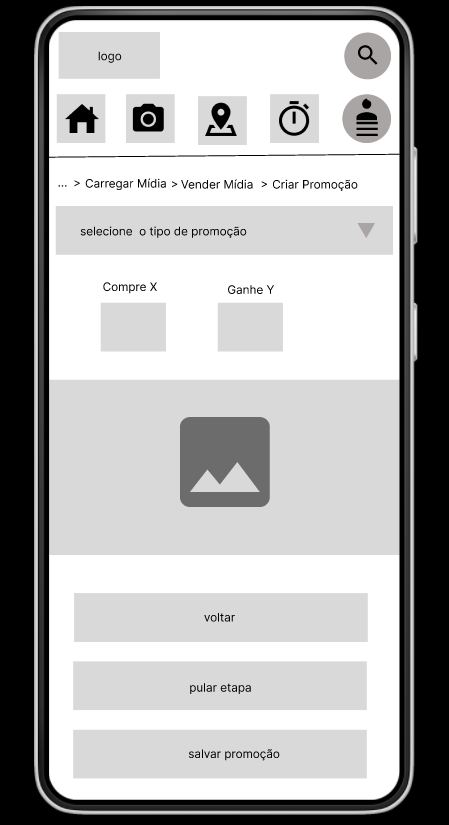 logo
... > Carregar Mídia > Vender Mídia > Criar Promoção
selecione o tipo de promoção
Compre X Ganhe Y
voltar
pular etapa
salvar promoção